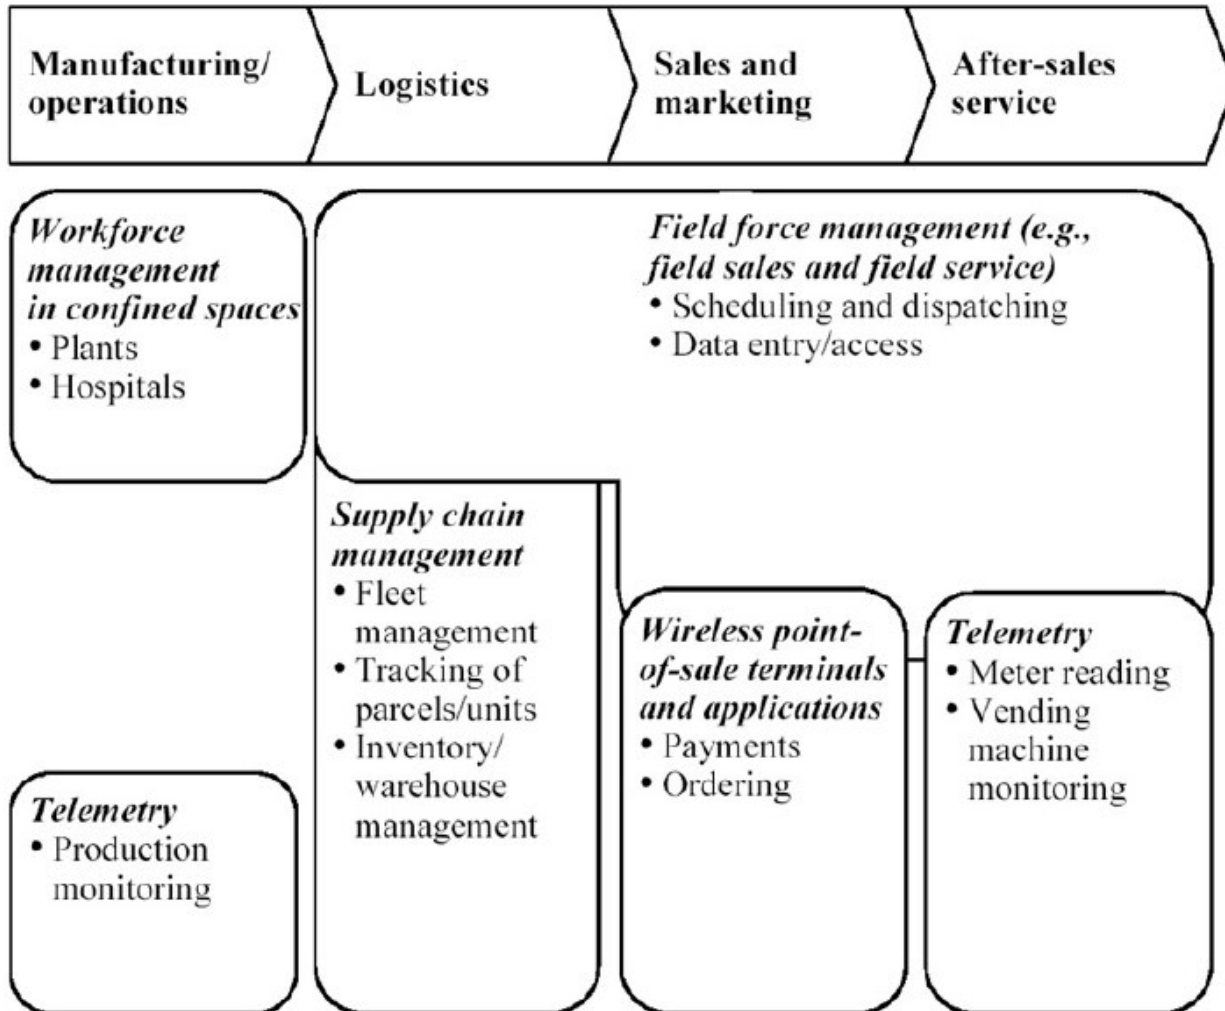 Manufacturing/
operations
Logistics
Sales and
marketing
After-sales
service
Workforce
management
in confined spaces
• Plants
• Hospitals
Field force management (e.g.,
field sales and field service)
• Scheduling and dispatching
• Data entry/access
Supply chain
management
• Fleet
management
• Tracking of
parcels/units
• Inventory/
warehouse
management
Wireless point-
of-sale terminals
and applications
• Payments
• Ordering
Telemetry
• Meter reading
• Vending
machine
monitoring
Telemetry
• Production
monitoring